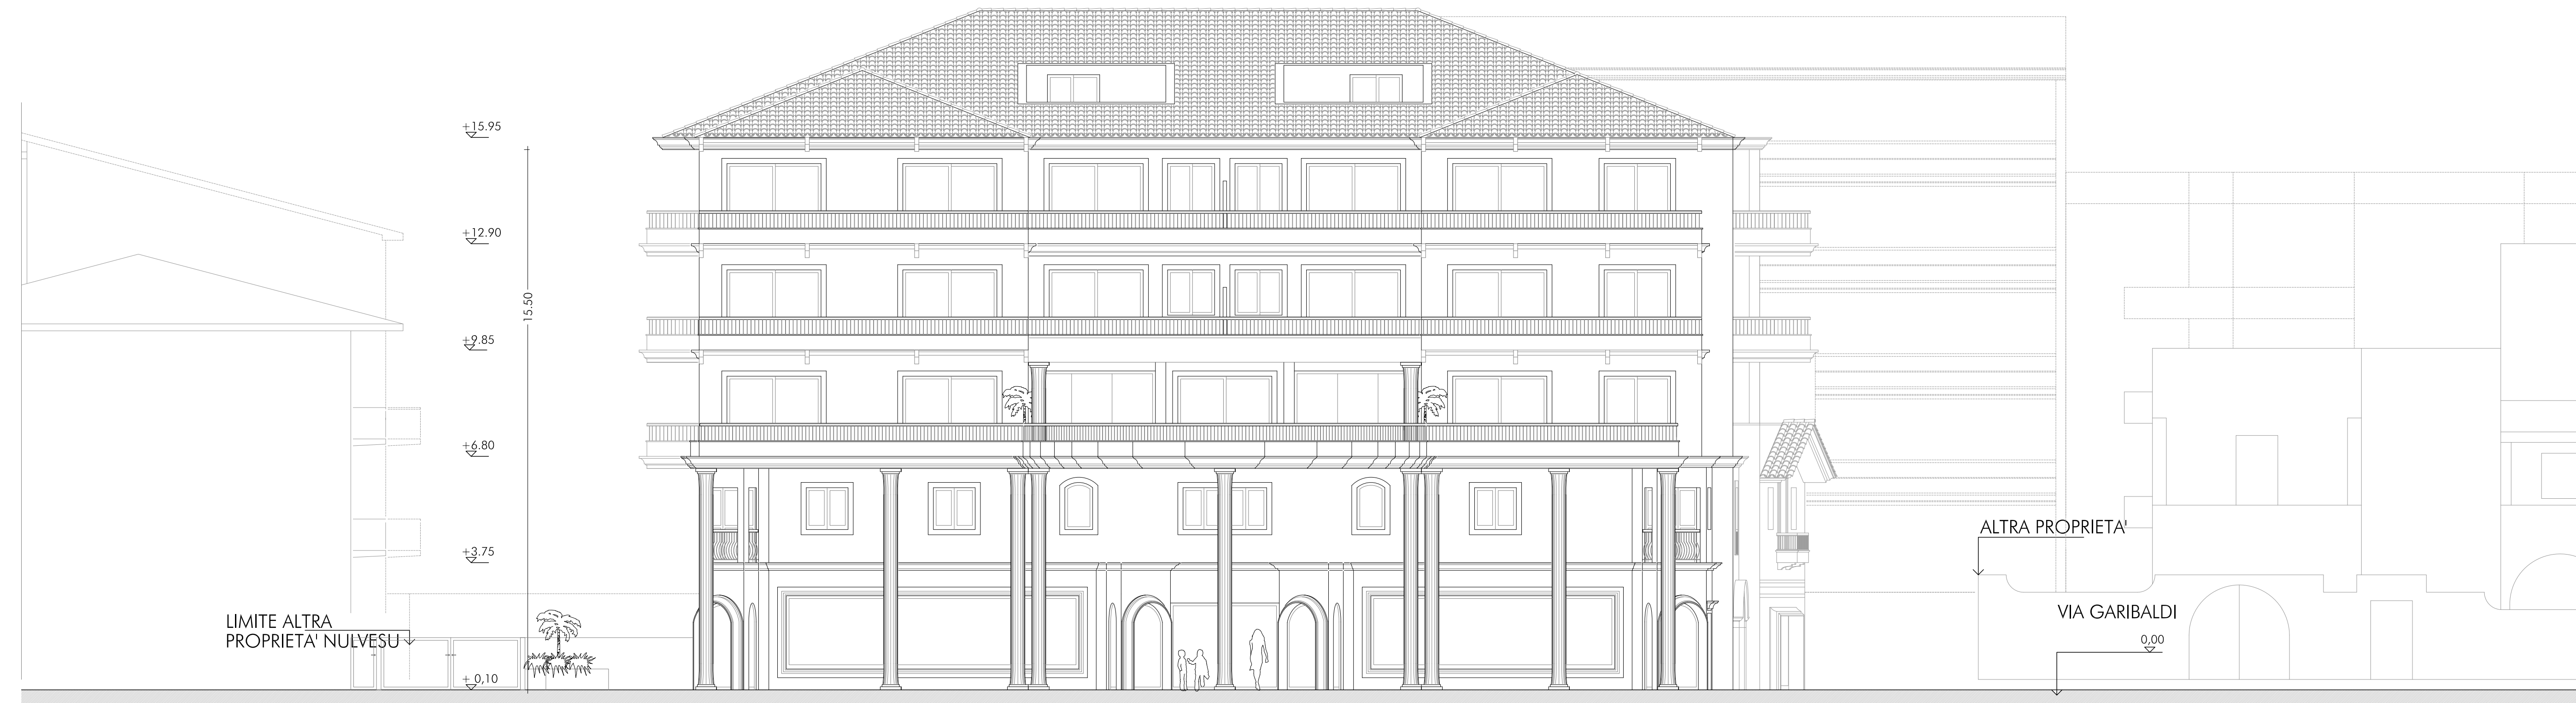 +15.95
+12.90
15.50
+9.85
+6.80
+3.75
LIMITE ALTRA
PROPRIETA' NULVESU
+ 0,10
ALTRA PROPRIETA'
VIA GARIBALDI
0,00